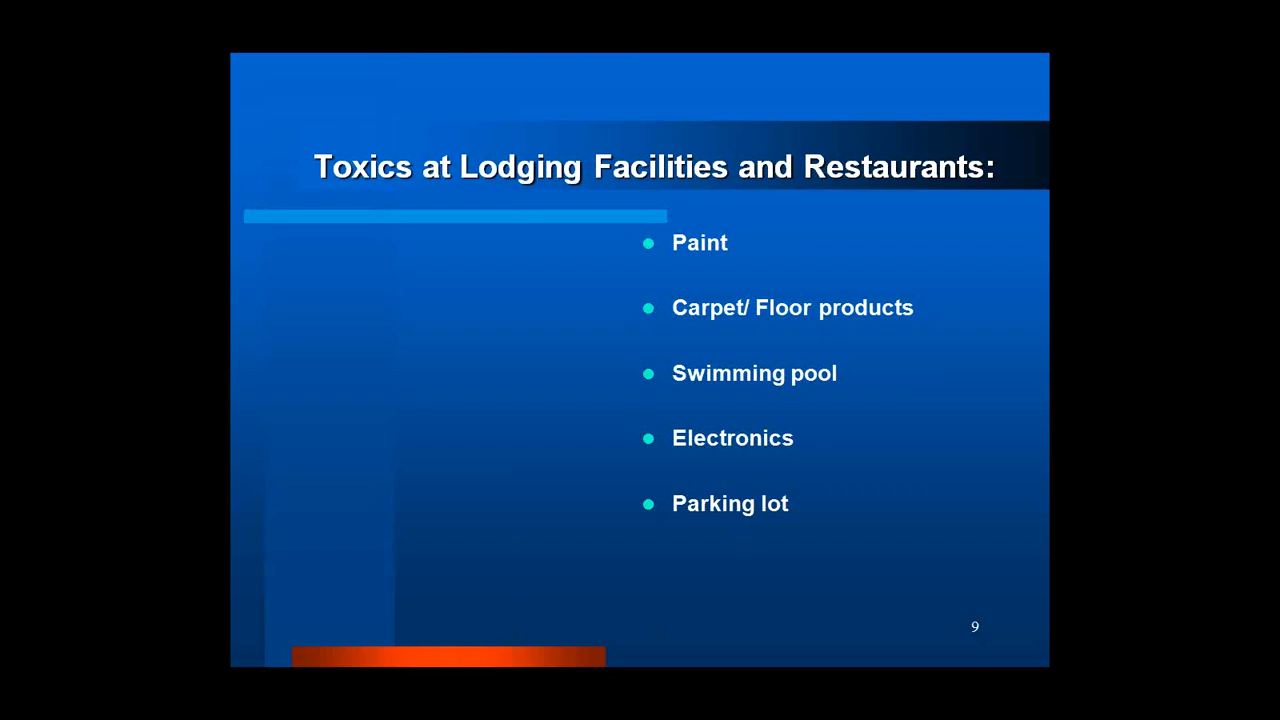 Toxics at Lodging Facilities and Restaurants:
Paint
Carpet/ Floor products
Swimming pool
Electronics
Parking lot
9